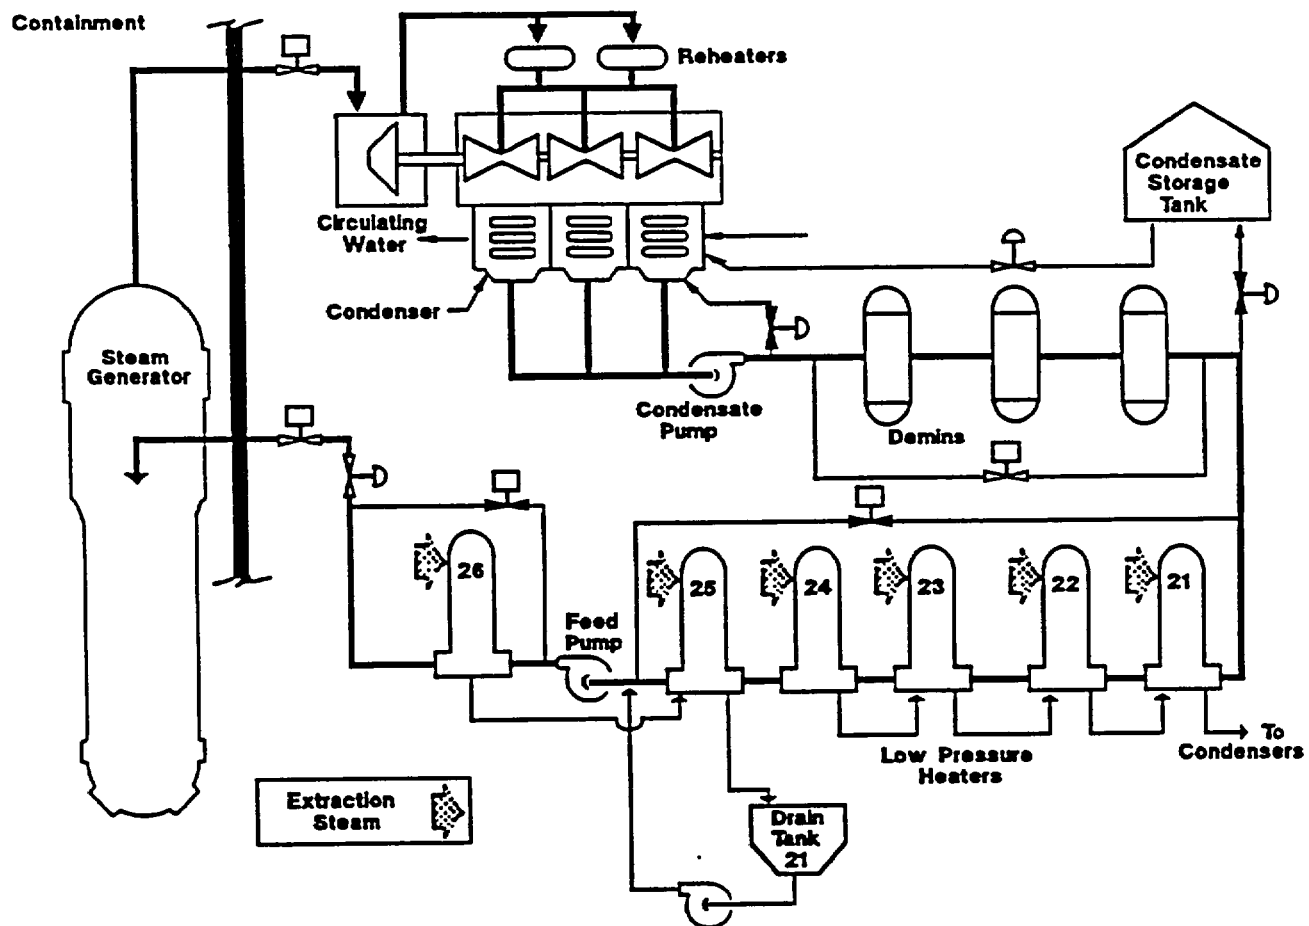 Containment
Reheaters
Condensate
Storage
Tank
Circulating
Water
Condenser
Steam
Generator
Condensate
Pump
Demins
26
25
24
23
22
21
Feed
Pump
To
Condensers
Low Pressure
Heaters
Extraction
Steam
Drain
Tank
21